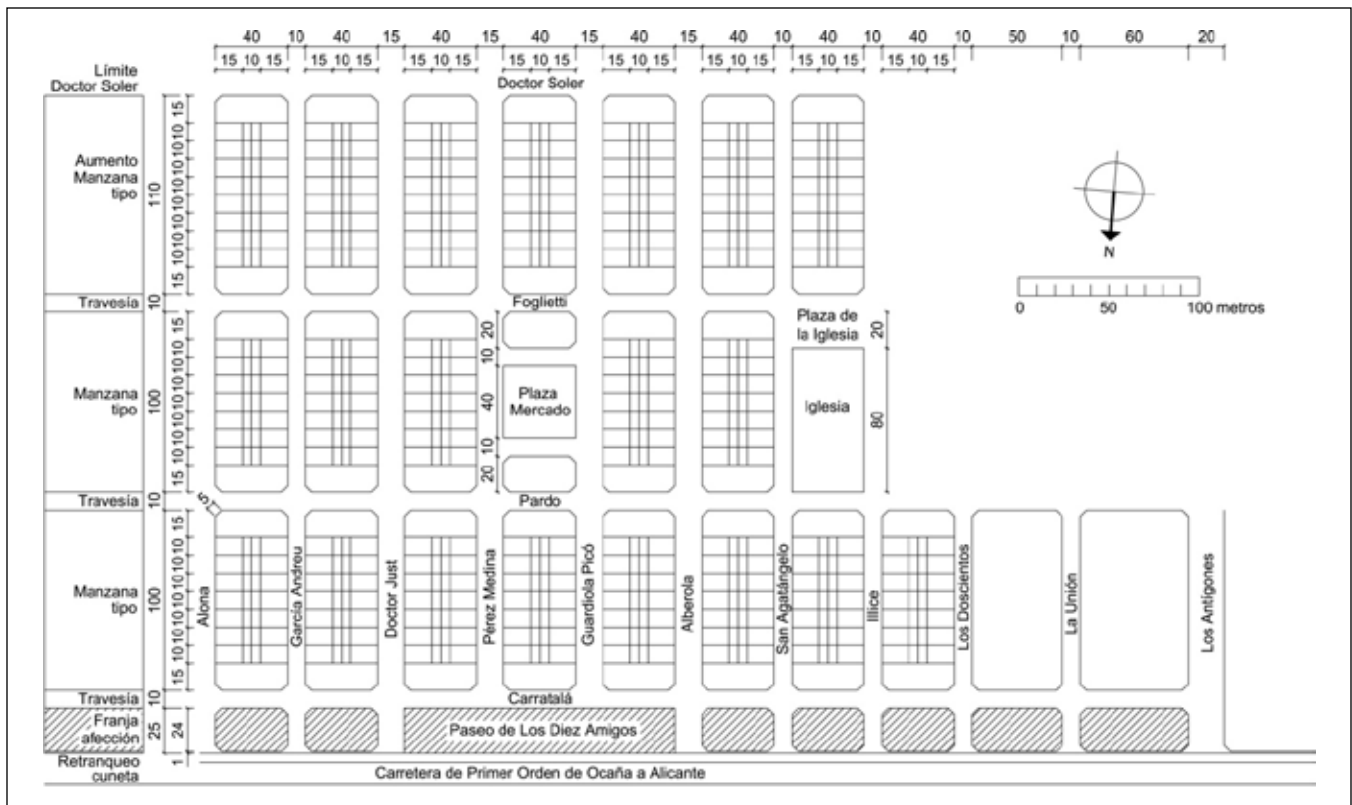 40 10 40 15 40 15 40 15 40 15 40 10 40 10 40 10 50 10 60 20
15 10 15 15 10 15 15 10 15 15 10 15 15 10 15 15 10 15 15 10 15 15 10 15
Límite
Doctor Soler
Doctor Soler
Aumento
Manzana
tipo
110
15 10 10 10 10 10 10 10 10 15
N
0 50 100 metros
Travesía
10
Foglietti
Manzana
tipo
100
15 10 10 10 10 10 10 10 15
20
10
Plaza
Mercado
40
10
20
Plaza de
la Iglesia
20
Iglesia
80
Travesía
10
5
Pardo
Manzana
tipo
100
15 10 10 10 10 10 10 10 15
Alona
García Andreu
Doctor Just
Pérez Medina
Guardiola Picó
Alberola
San Agatángelo
Illice
Los Doscientos
La Unión
Los Antígones
Travesía
10
Carratalá
Franja
afección
25
24
Paseo de Los Diez Amigos
Retranqueo
cuneta
1
Carretera de Primer Orden de Ocaña a Alicante